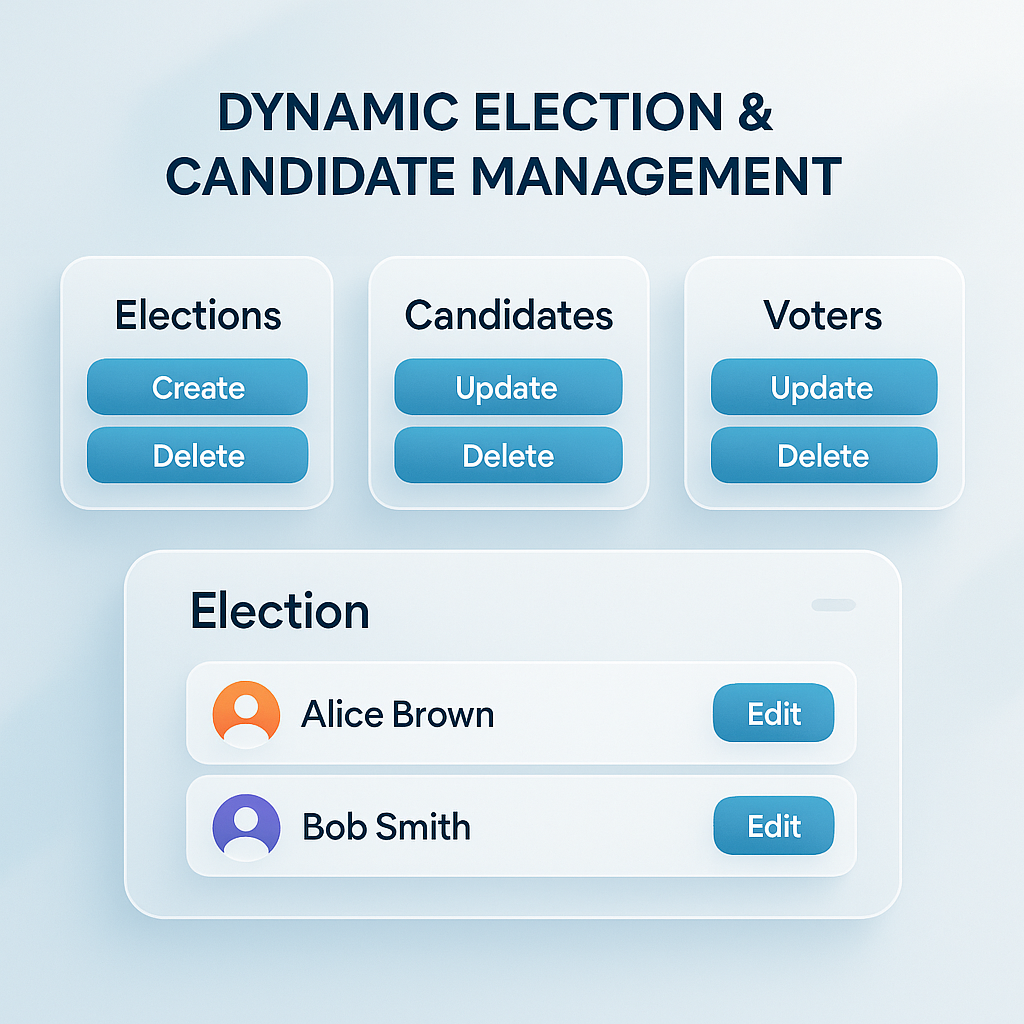 DYNAMIC ELECTION &
CANDIDATE MANAGEMENT
Elections
Create
Delete
Candidates
Update
Delete
Voters
Update
Delete
Election
Alice Brown
Edit
Bob Smith
Edit